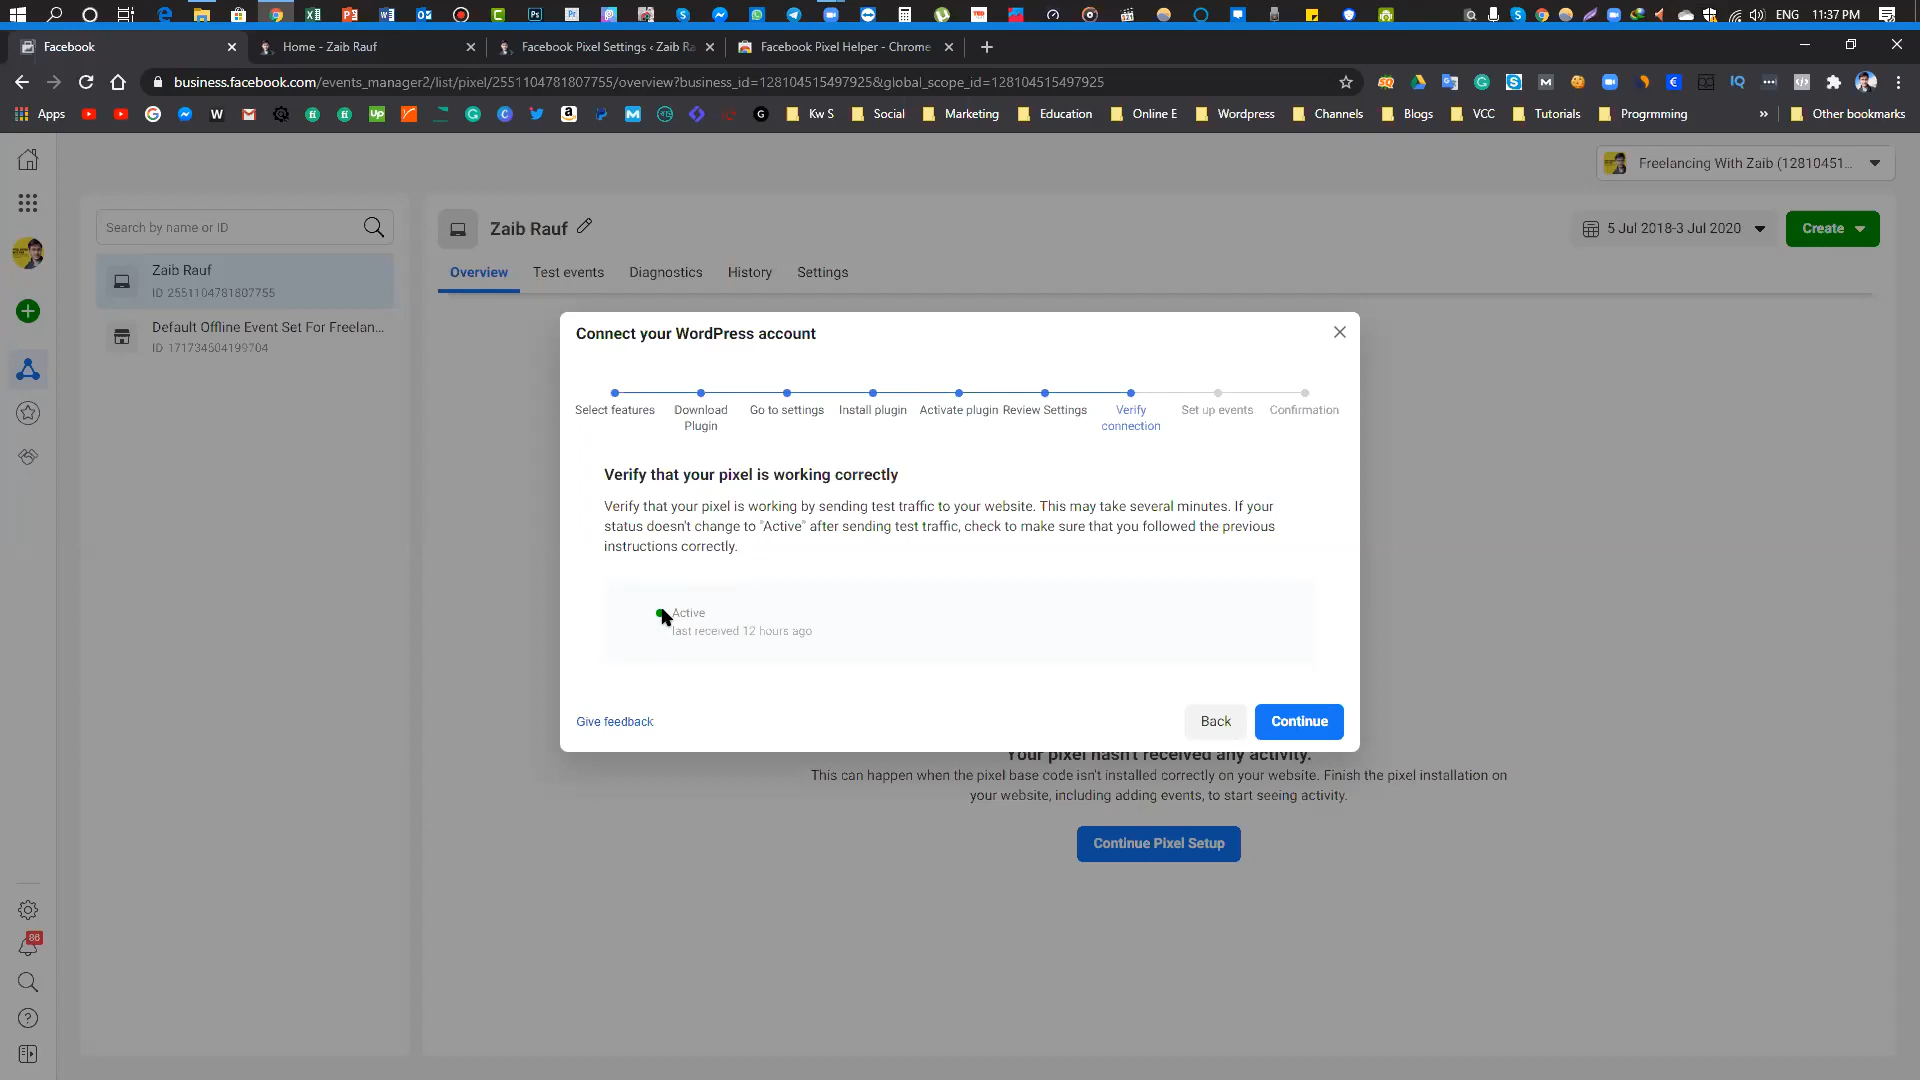 ENG 11:37 PM
Facebook
Home - Zaib Rauf
Facebook Pixel Settings ‹ Zaib Ra
Facebook Pixel Helper - Chrome
business.facebook.com/events_manager2/list/pixel/2551104781807755/overview?business_id=128104515497925&global_scope_id=128104515497925
Apps
Kw S
Social
Marketing
Education
Online E
Wordpress
Channels
Blogs
VCC
Tutorials
Progrmming
»
Other bookmarks
Freelancing With Zaib (12810451...
Search by name or ID
Zaib Rauf
5 Jul 2018-3 Jul 2020
Create
Zaib Rauf
ID 2551104781807755
Overview
Test events
Diagnostics
History
Settings
Default Offline Event Set For Freelan...
ID 171734604199704
Connect your WordPress account
Select features
Download Plugin
Go to settings
Install plugin
Activate plugin
Review Settings
Verify connection
Set up events
Confirmation
Verify that your pixel is working correctly
Verify that your pixel is working by sending test traffic to your website. This may take several minutes. If your
status doesn't change to "Active" after sending test traffic, check to make sure that you followed the previous
instructions correctly.
Active
last received 12 hours ago
Give feedback
Back
Continue
Your pixel hasn't received any activity.
This can happen when the pixel base code isn't installed correctly on your website. Finish the pixel installation on
your website, including adding events, to start seeing activity.
Continue Pixel Setup
86